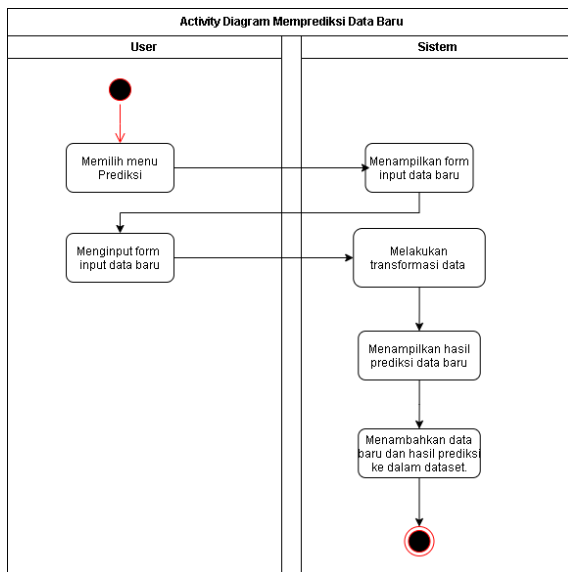 Activity Diagram Memprediksi Data Baru
User
Sistem
Memilih menu
Prediksi
Menampilkan form
input data baru
Menginput form
input data baru
Melakukan
transformasi data
Menampilkan hasil
prediksi data baru
Menambahkan data
baru dan hasil prediksi
ke dalam dataset.